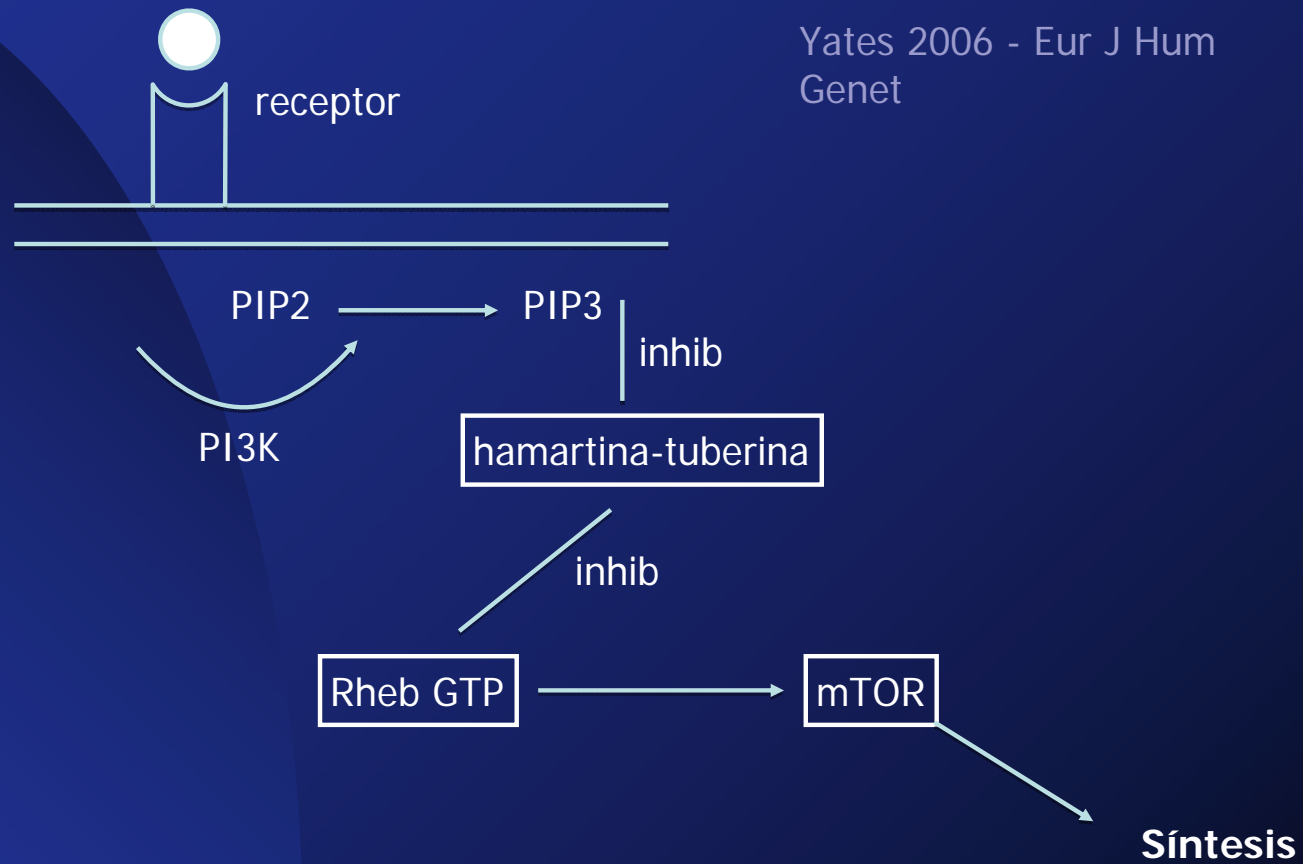 Yates 2006 - Eur J Hum
Genet
receptor
PIP2
PIP3
inhib
PI3K
hamartina-tuberina
inhib
Rheb GTP
mTOR
Síntesis